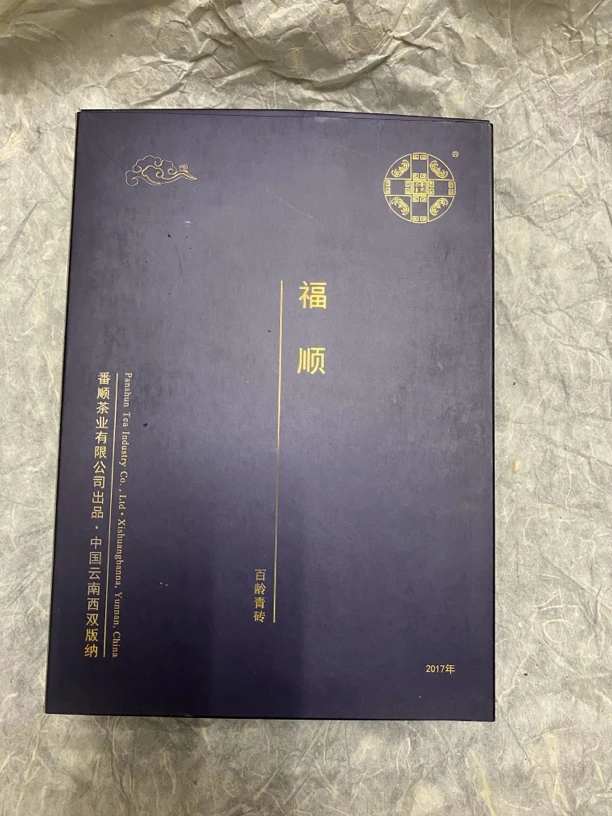 ®
福顺
百龄青砖
Panshun Tea Industry Co., Ltd·Xishuangbanna, Yunnan, China
番顺茶业有限公司出品·中国云南西双版纳
2017年